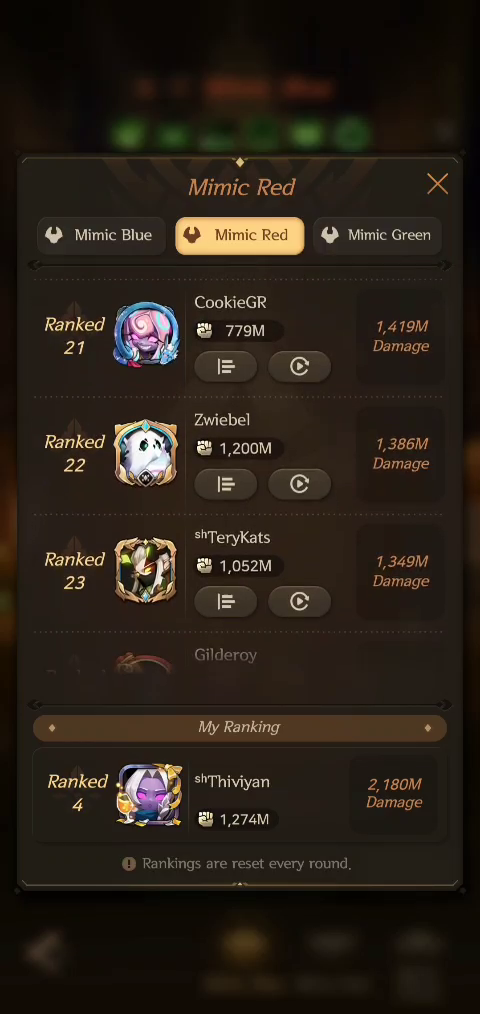 Mimic Red
Mimic Blue
Mimic Red
Mimic Green
Ranked
21
CookieGR
779M
1,419M
Damage
Ranked
22
Zwiebel
1,200M
1,386M
Damage
Ranked
23
shTeryKats
1,052M
1,349M
Damage
Gilderoy
My Ranking
Ranked
4
shThiviyan
1,274M
2,180M
Damage
Rankings are reset every round.